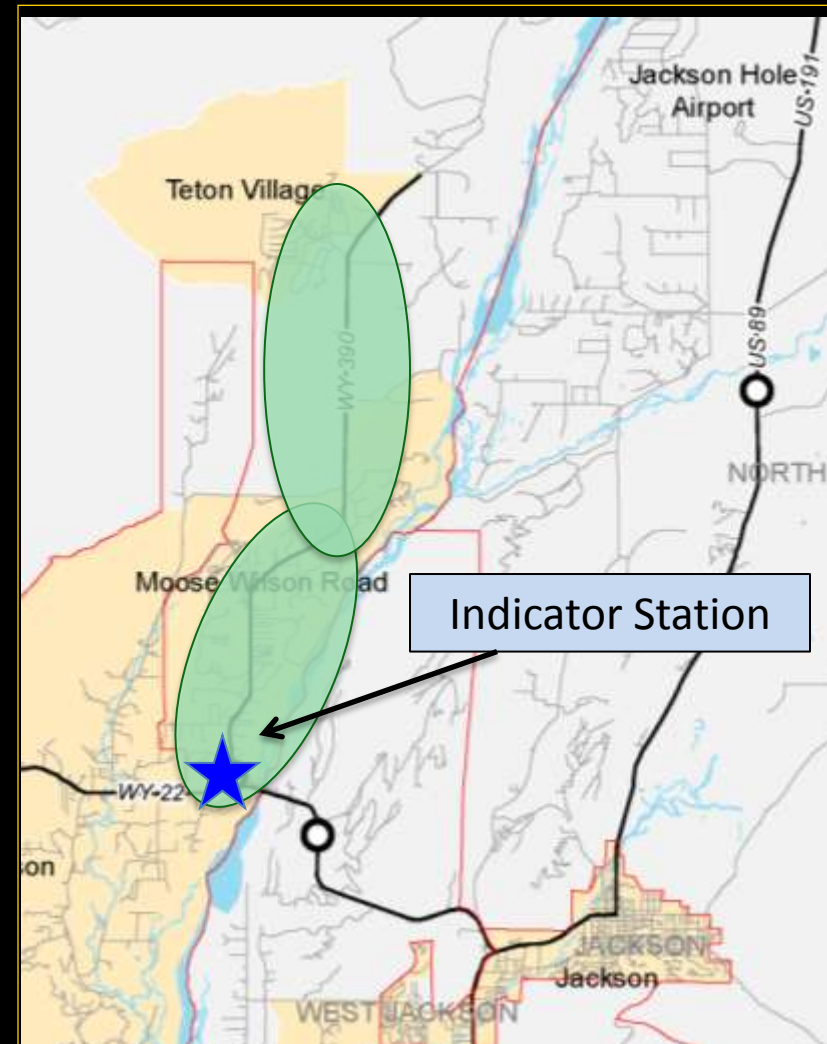 Jackson Hole
Airport
US-191
Teton Village
WY-390
US-89
NORTH
Moose Wilson Road
Indicator Station
WY-22
on
JACKSON
Jackson
WEST JACKSON